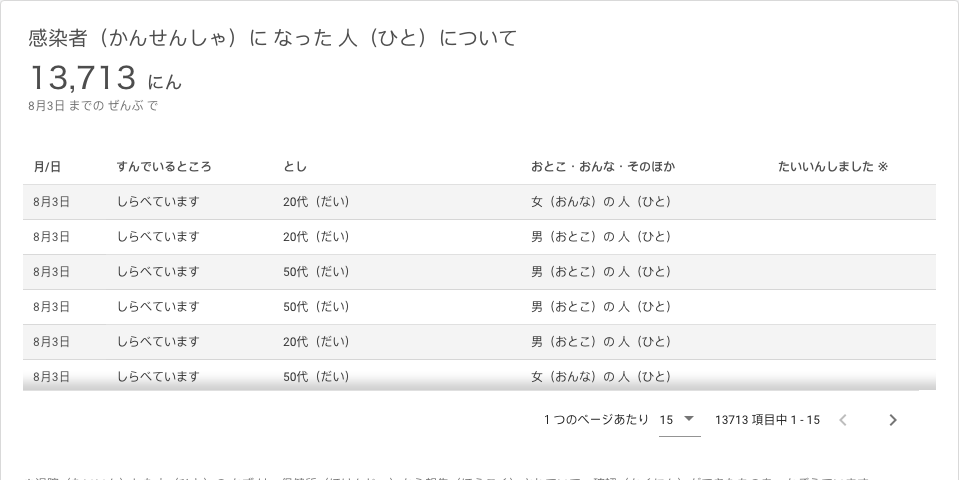 感染者（かんせんしゃ）に なった 人（ひと）について
13,713 にん
8月3日 までの ぜんぶ で
月/日 すんでいるところ とし おとこ・おんな・そのほか たいいんしました ※
8月3日 しらべています 20代（だい） 女（おんな）の 人（ひと）
8月3日 しらべています 20代（だい） 男（おとこ）の 人（ひと）
8月3日 しらべています 50代（だい） 男（おとこ）の 人（ひと）
8月3日 しらべています 50代（だい） 男（おとこ）の 人（ひと）
8月3日 しらべています 20代（だい） 男（おとこ）の 人（ひと）
8月3日 しらべています 50代（だい） 女（おんな）の 人（ひと）
1 つのページあたり 15 13713 項目中 1 - 15